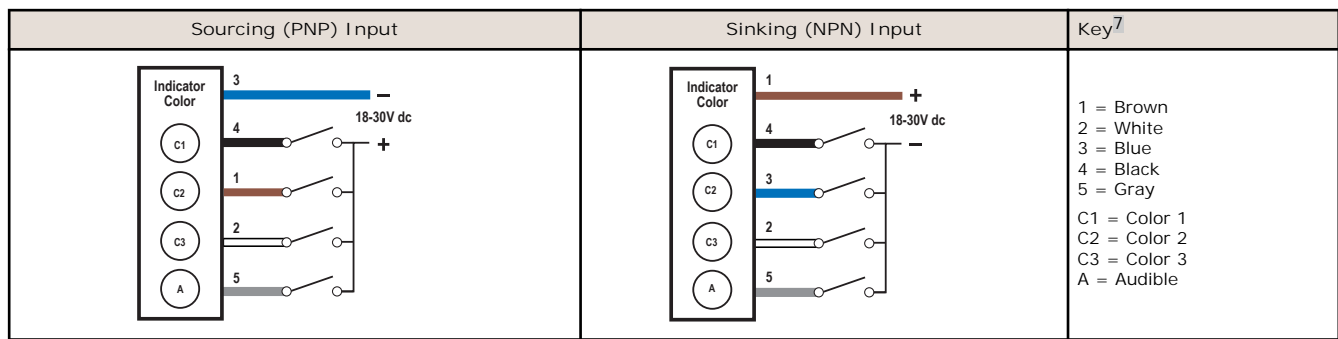 Sourcing (PNP) Input
Sinking (NPN) Input
Key7
Indicator
Color
3
–
18-30V dc
4
+
C1
1
C2
2
C3
5
A
Indicator
Color
1
+
18-30V dc
4
–
C1
3
C2
2
C3
5
A
1 = Brown
2 = White
3 = Blue
4 = Black
5 = Gray
C1 = Color 1
C2 = Color 2
C3 = Color 3
A = Audible